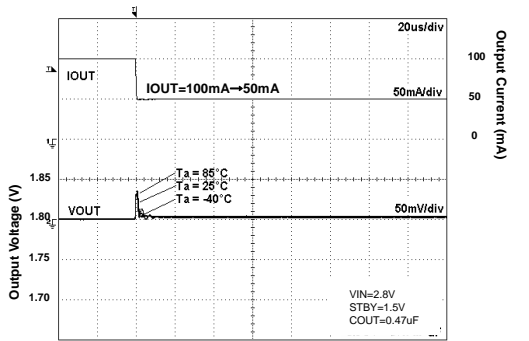 20us/div
Output Current (mA)
100
IOUT
IOUT=100mA→50mA
50mA/div
50
0
Ta = 85°C
1.85
Ta = 25°C
Ta = -40°C
Output Voltage (V)
VOUT
50mV/div
1.80
1.75
1.70
VIN=2.8V
STBY=1.5V
COUT=0.47uF